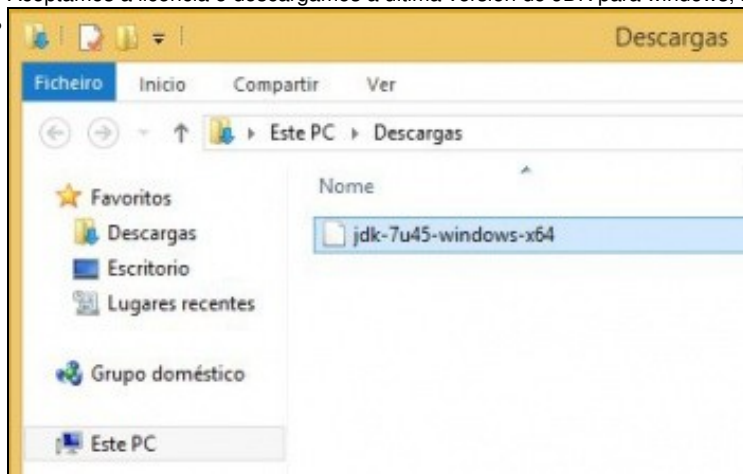 Descargas
Ficheiro Inicio Compartir Ver
Este PC Descargas
Favoritos
Descargas
Escritorio
Lugares recentes
Grupo doméstico
Este PC
Nome
jdk-7u45-windows-x64